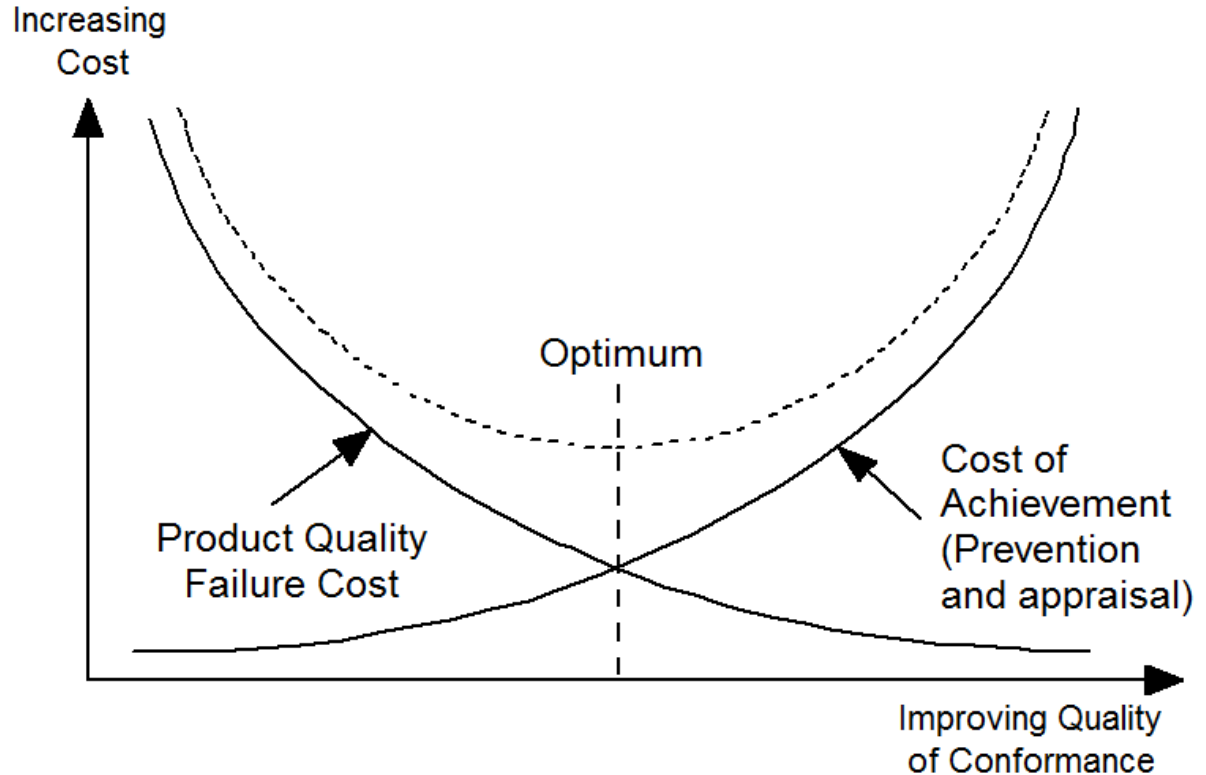 Increasing
Cost
Optimum
Product Quality
Failure Cost
Cost of
Achievement
(Prevention
and appraisal)
Improving Quality
of Conformance